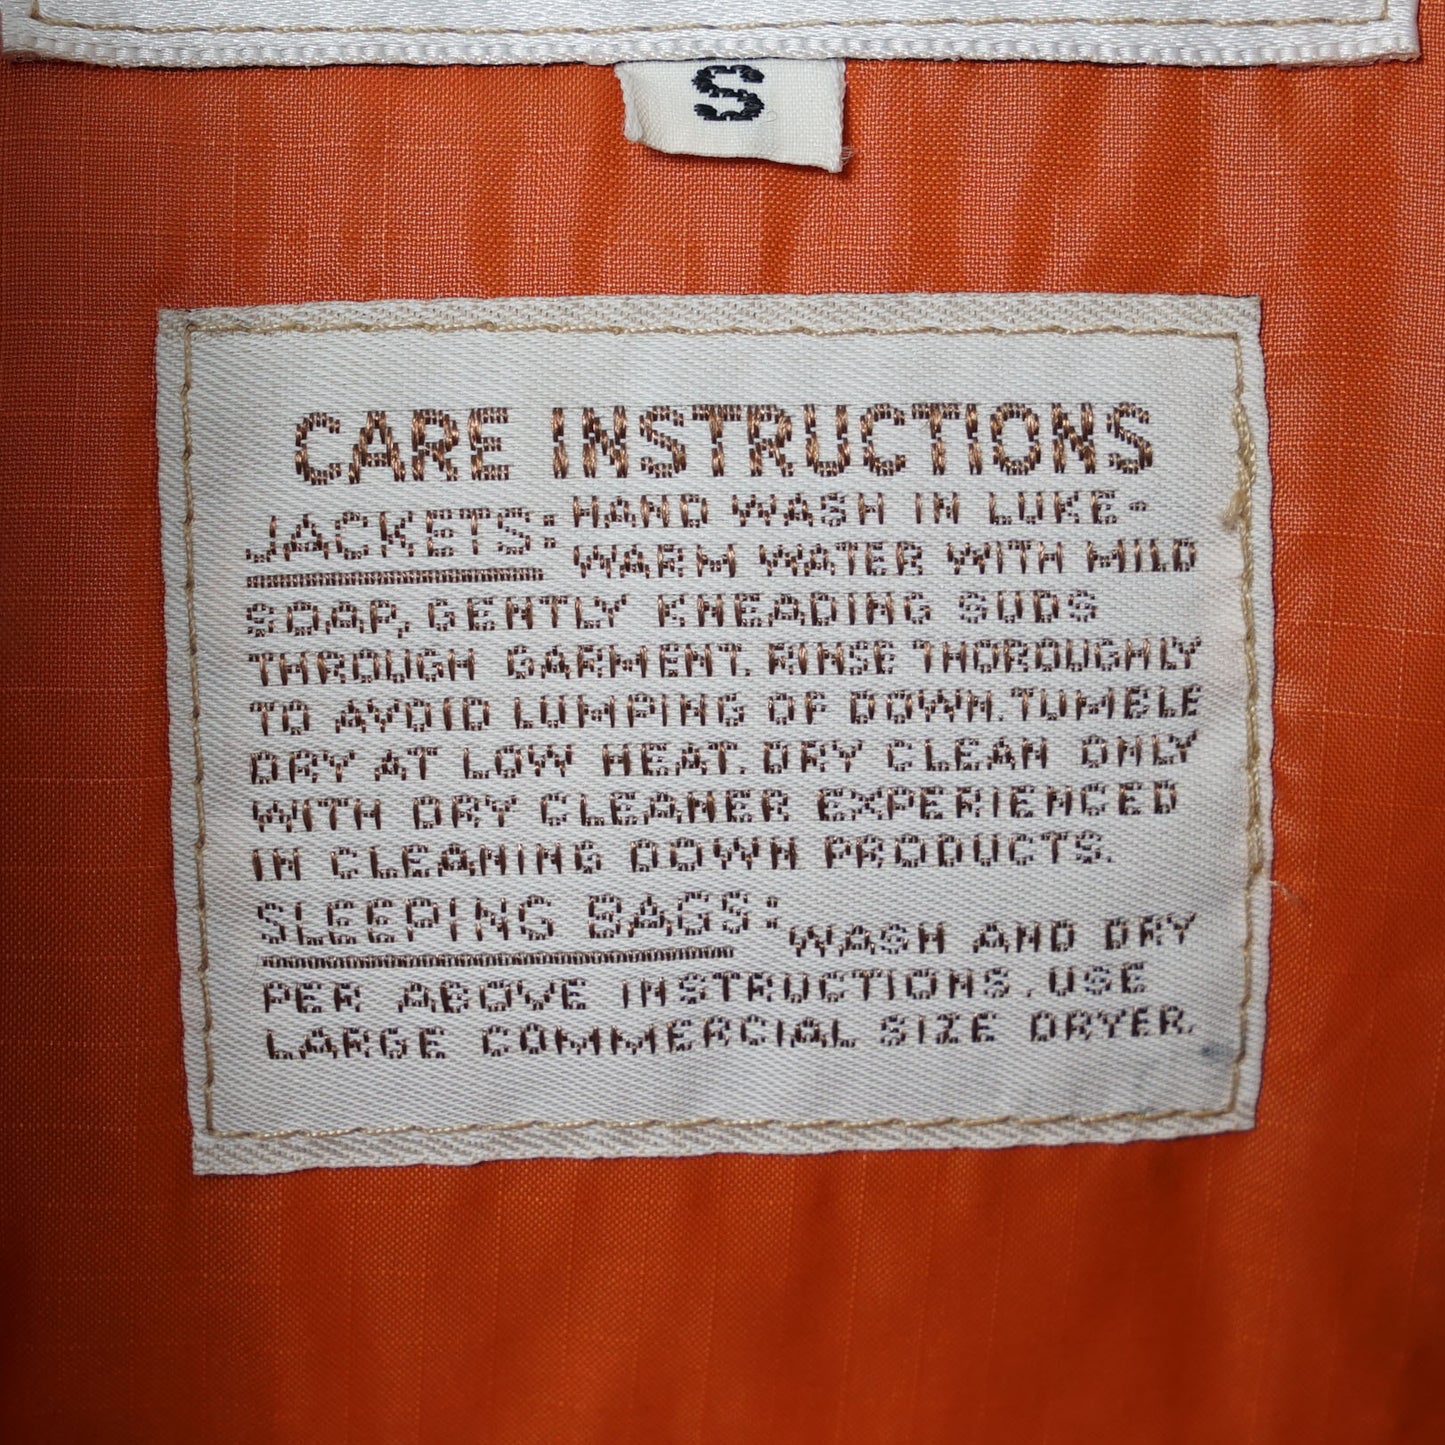 S
CARE INSTRUCTIONS
JACKETS: HAND WASH IN LUKE-
WARM WATER WITH MILD
SOAP, GENTLY KNEADING SUDS
THROUGH GARMENT. RINSE THOROUGHLY
TO AVOID LUMPING OF DOWN. TUMBLE
DRY AT LOW HEAT. DRY CLEAN ONLY
WITH DRY CLEANER EXPERIENCED
IN CLEANING DOWN PRODUCTS.
SLEEPING BAGS: WASH AND DRY
PER ABOVE INSTRUCTIONS. USE
LARGE COMMERCIAL SIZE DRYER.